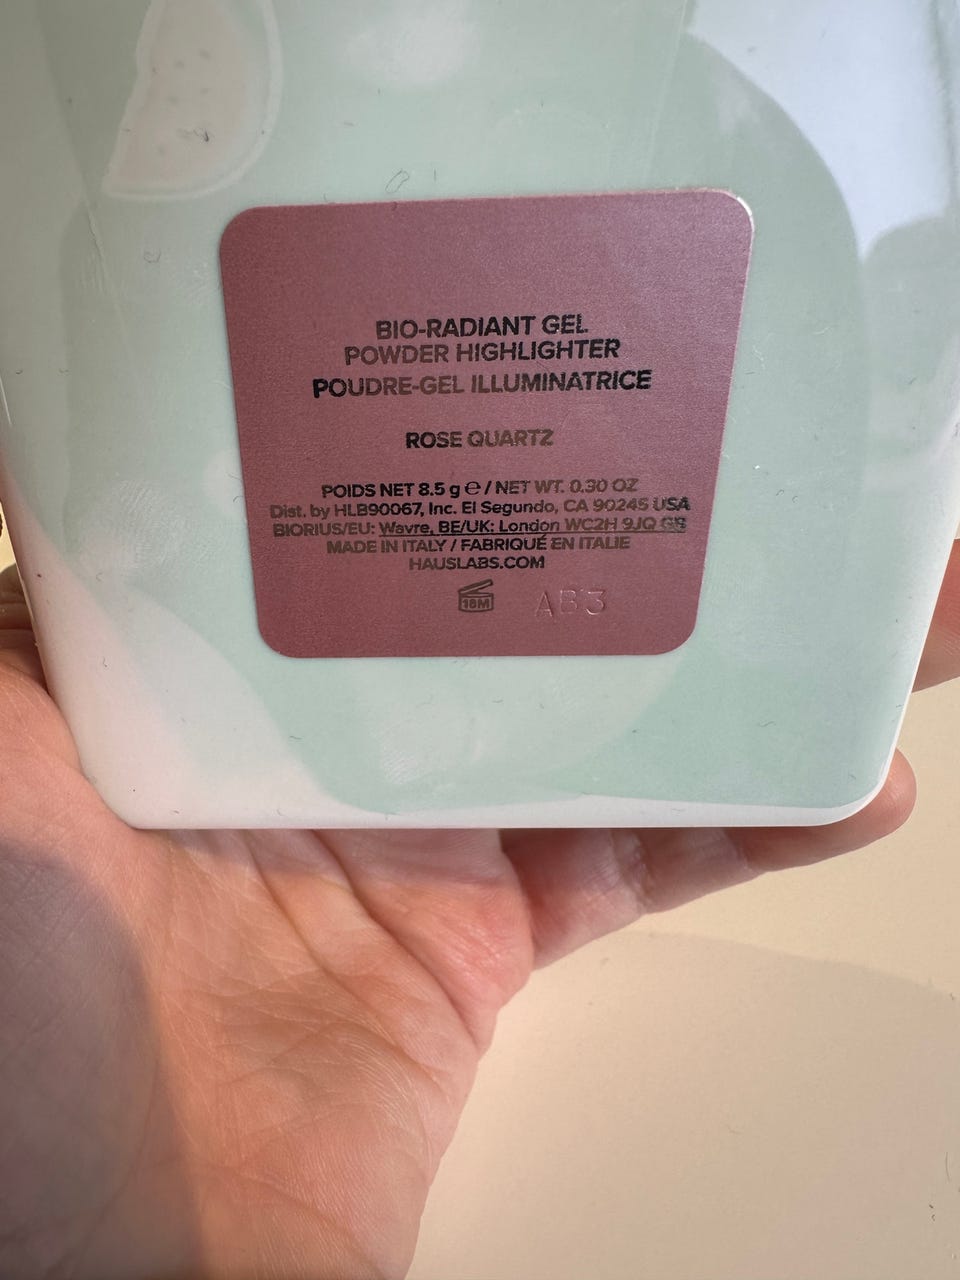 BIO-RADIANT GEL
POWDER HIGHLIGHTER
POUDRE-GEL ILLUMINATRICE
ROSE QUARTZ
POIDS NET 8.5 g ℮ / NET WT. 0.30 OZ
Dist. by HLB90067, Inc. El Segundo, CA 90245 USA
BIORIUS/EU: Wavre, BE/UK: London WC2H 9JQ GB
MADE IN ITALY / FABRIQUÉ EN ITALIE
HAUSLABS.COM
18M AB3